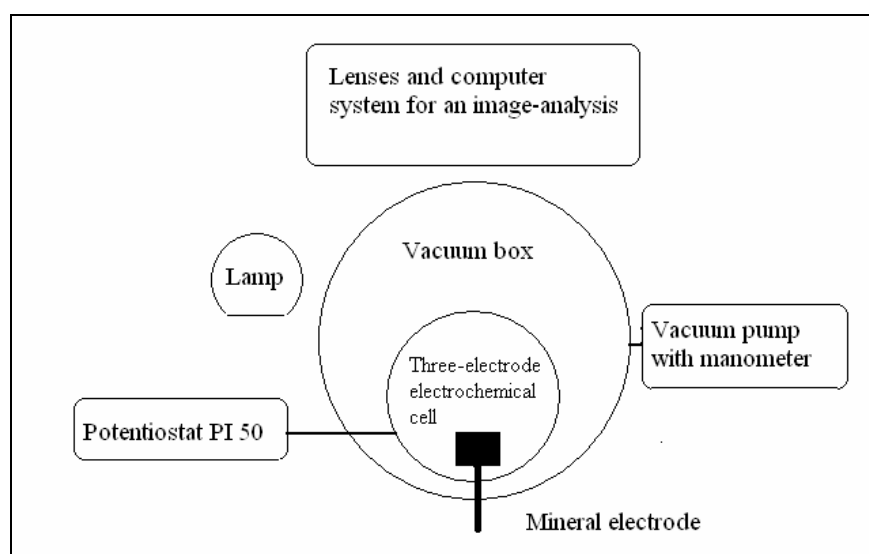 Lenses and computer
system for an image-analysis
Vacuum box
Lamp
Vacuum pump
with manometer
Three-electrode
electrochemical
cell
Potentiostat PI 50
Mineral electrode